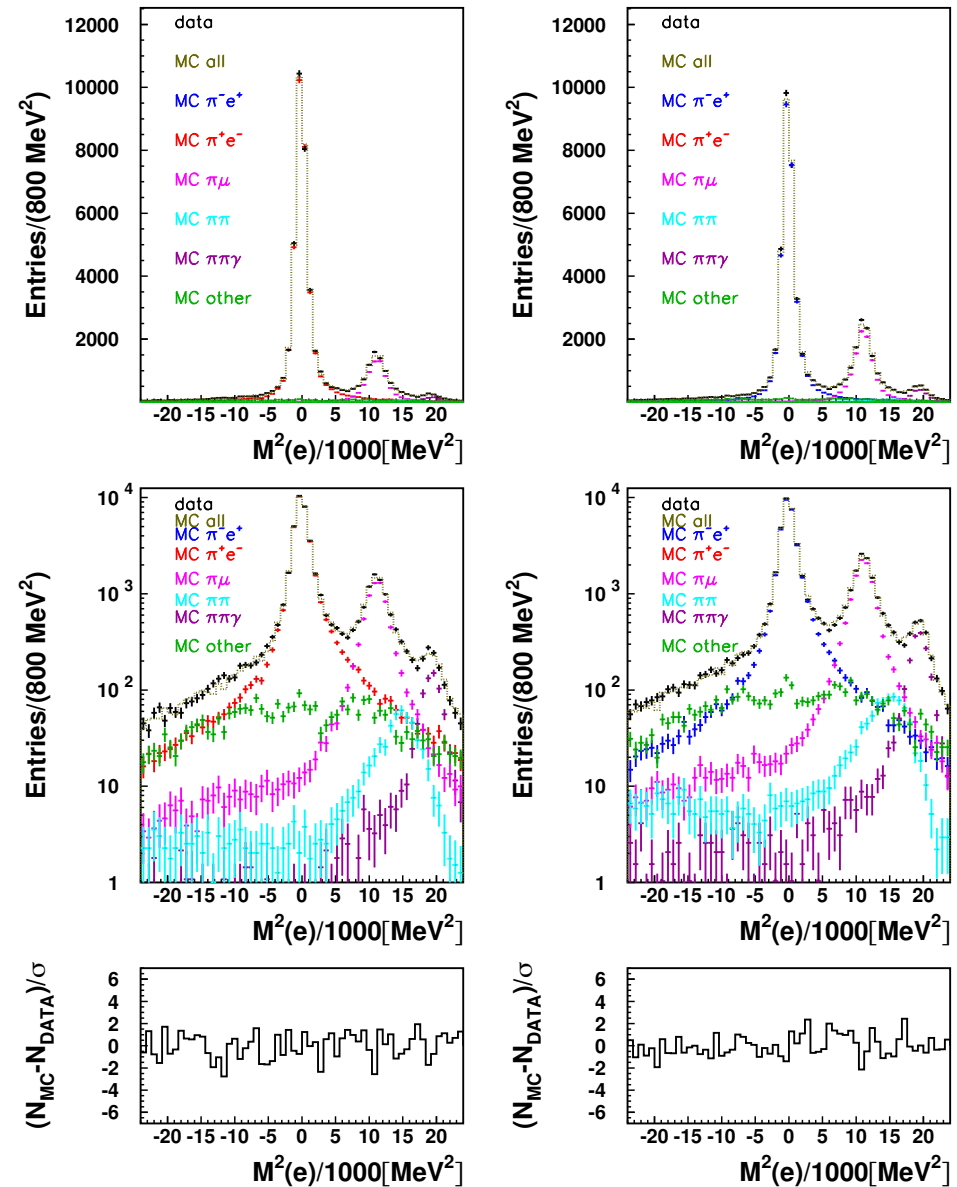 Entries/(800 MeV²)
12000
10000
8000
6000
4000
2000
data
MC all
MC π⁻e⁺
MC π⁺e⁻
MC πμ
MC ππ
MC ππγ
MC other
-20 -15 -10 -5 0 5 10 15 20
M²(e)/1000[MeV²]
Entries/(800 MeV²)
12000
10000
8000
6000
4000
2000
data
MC all
MC π⁻e⁺
MC π⁺e⁻
MC πμ
MC ππ
MC ππγ
MC other
-20 -15 -10 -5 0 5 10 15 20
M²(e)/1000[MeV²]
Entries/(800 MeV²)
10⁴
10³
10²
10
1
data
MC all
MC π⁻e⁺
MC π⁺e⁻
MC πμ
MC ππ
MC ππγ
MC other
-20 -15 -10 -5 0 5 10 15 20
M²(e)/1000[MeV²]
Entries/(800 MeV²)
10⁴
10³
10²
10
1
data
MC all
MC π⁻e⁺
MC π⁺e⁻
MC πμ
MC ππ
MC ππγ
MC other
-20 -15 -10 -5 0 5 10 15 20
M²(e)/1000[MeV²]
(N_MC-N_DATA)/σ
6
4
2
0
-2
-4
-6
-20 -15 -10 -5 0 5 10 15 20
M²(e)/1000[MeV²]
(N_MC-N_DATA)/σ
6
4
2
0
-2
-4
-6
-20 -15 -10 -5 0 5 10 15 20
M²(e)/1000[MeV²]